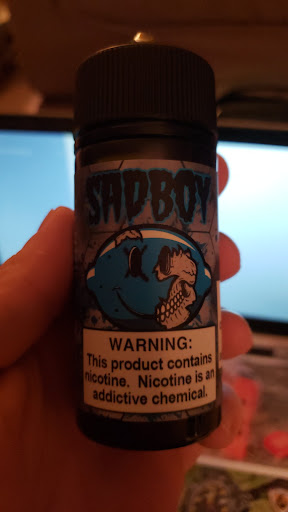 SADBOY
WARNING:
This product contains
nicotine. Nicotine is an
addictive chemical.